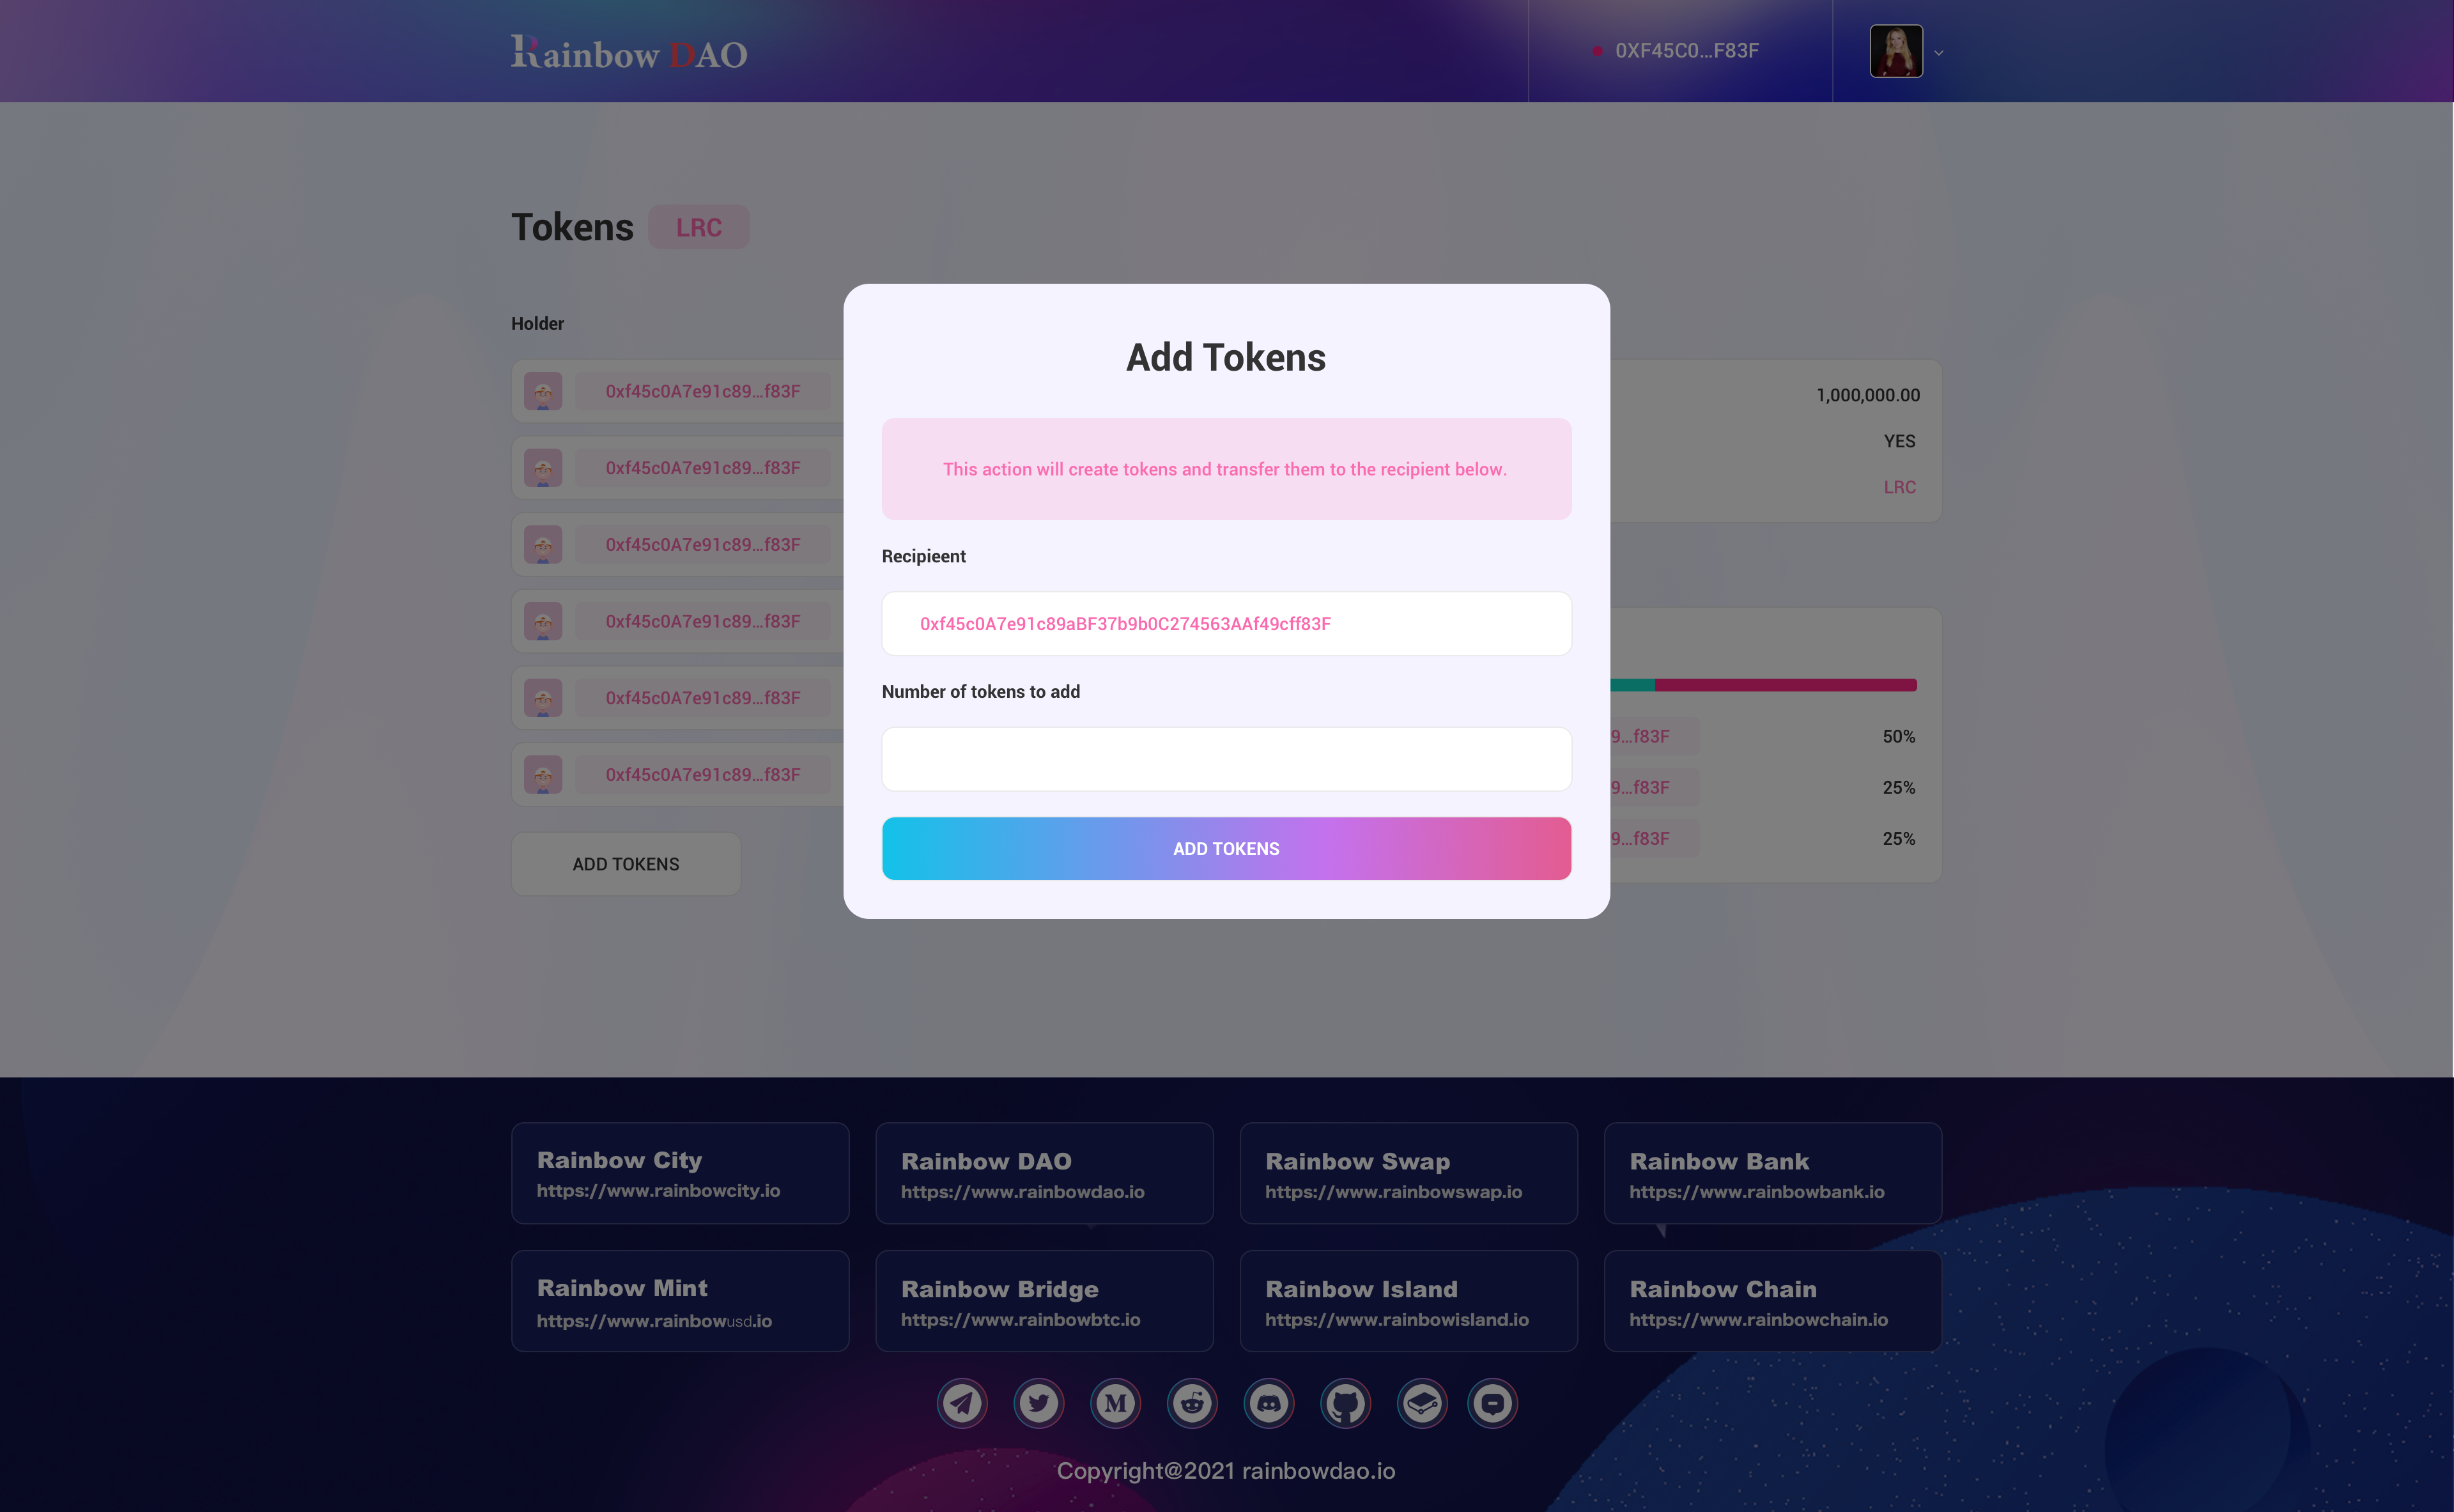 Rainbow DAO
0XF45C0...F83F
Tokens LRC
Holder
0xf45c0A7e91c89...f83F
0xf45c0A7e91c89...f83F
0xf45c0A7e91c89...f83F
0xf45c0A7e91c89...f83F
0xf45c0A7e91c89...f83F
0xf45c0A7e91c89...f83F
ADD TOKENS
Add Tokens
This action will create tokens and transfer them to the recipient below.
Recipieent
0xf45c0A7e91c89aBF37b9b0C274563AAf49cff83F
Number of tokens to add
ADD TOKENS
1,000,000.00
YES
LRC
9...f83F 50%
9...f83F 25%
9...f83F 25%
Rainbow City
https://www.rainbowcity.io
Rainbow DAO
https://www.rainbowdao.io
Rainbow Swap
https://www.rainbowswap.io
Rainbow Bank
https://www.rainbowbank.io
Rainbow Mint
https://www.rainbowusd.io
Rainbow Bridge
https://www.rainbowbtc.io
Rainbow Island
https://www.rainbowisland.io
Rainbow Chain
https://www.rainbowchain.io
Copyright@2021 rainbowdao.io